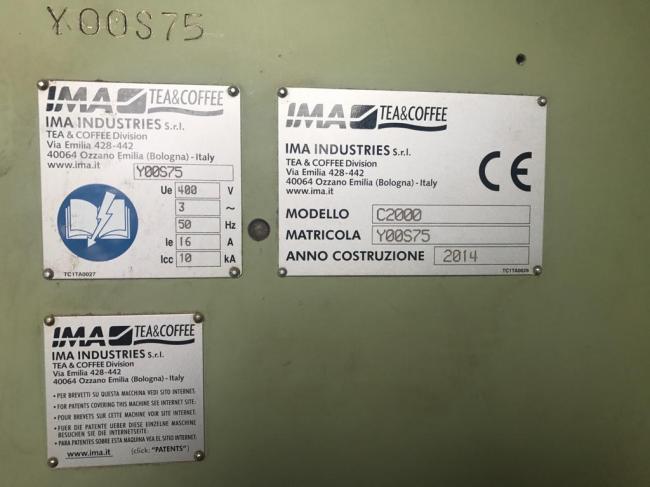 Y00S75
IMA TEA&COFFEE
IMA INDUSTRIES S.r.l.
TEA & COFFEE Division
Via Emilia 428-442
40064 Ozzano Emilia (Bologna) - Italy
www.ima.it
Y00S75
Ue 400 V
3 ~
50 Hz
Ie 16 A
Icc 10 kA
TC1TA0027
IMA TEA&COFFEE
IMA INDUSTRIES S.r.l.
TEA & COFFEE Division
Via Emilia 428-442
40064 Ozzano Emilia (Bologna) - Italy
www.ima.it
CE
MODELLO C2000
MATRICOLA Y00S75
ANNO COSTRUZIONE 2014
TC1TA0026
IMA TEA&COFFEE
IMA INDUSTRIES S.r.l.
TEA & COFFEE Division
Via Emilia 428-442
40064 Ozzano Emilia (Bologna) - Italy
• PER BREVETTI SU QUESTA MACCHINA VEDI SITO INTERNET:
• FOR PATENTS COVERING THIS MACHINE SEE INTERNET SITE:
• POUR BREVETS SUR CETTE MACHINE VOIR SITE INTERNET:
• FUER DIE PATENTE UEBER DIESE EINZELNE MASCHINE
BESUCHEN SIE DIE INTERNETSEITE:
• PARA PATENTES SOBRE ESTA MAQUINA VEA EL SITIO INTERNET:
www.ima.it (click: "PATENTS")